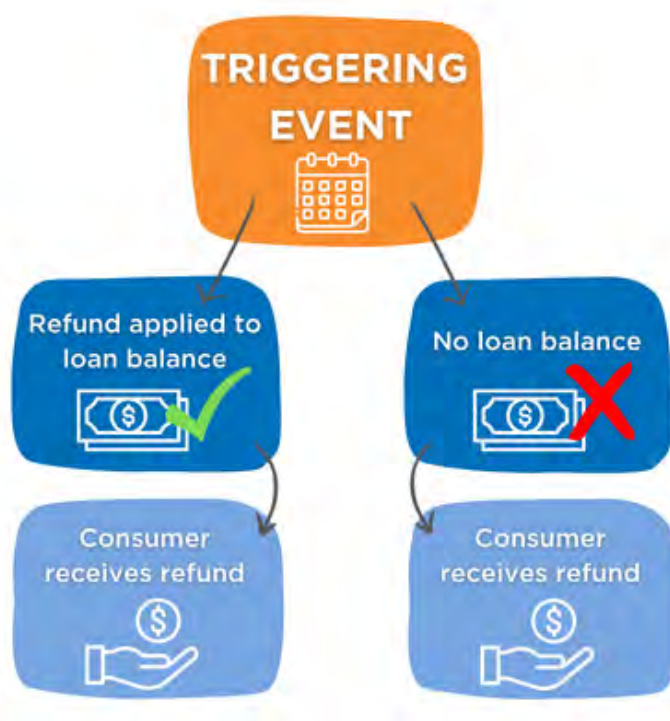 TRIGGERING
EVENT
Refund applied to
loan balance
$
No loan balance
$
Consumer
receives refund
$
Consumer
receives refund
$